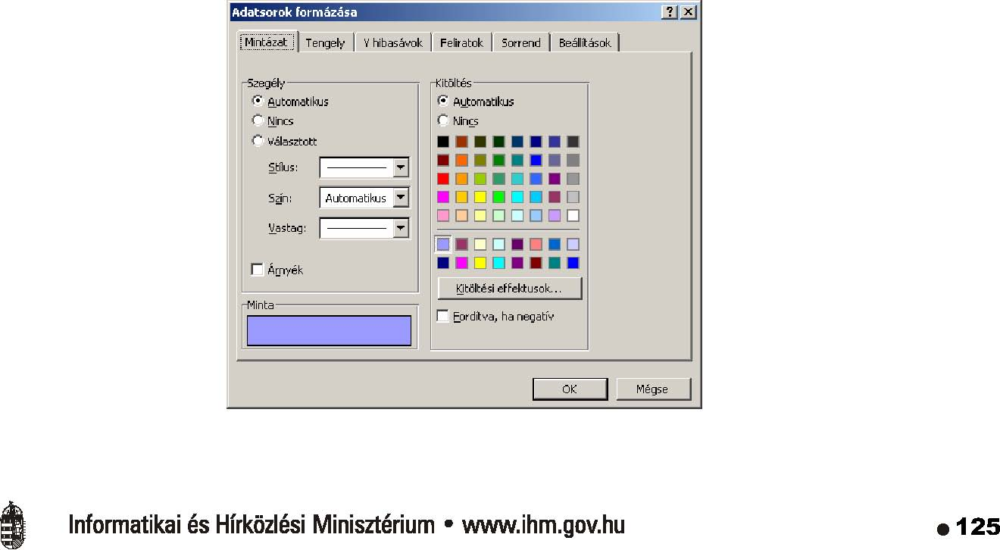 Adatsorok formázása
Mintázat Tengely Y hibasávok Feliratok Sorrend Beállítások
Szegély
Automatikus
Nincs
Választott
Stílus:
Szín: Automatikus
Vastag:
Árnyék
Minta
Kitöltés
Automatikus
Nincs
Kitöltési effektusok...
Fordítva, ha negatív
OK Mégse
Informatikai és Hírközlési Minisztérium • www.ihm.gov.hu
● 125